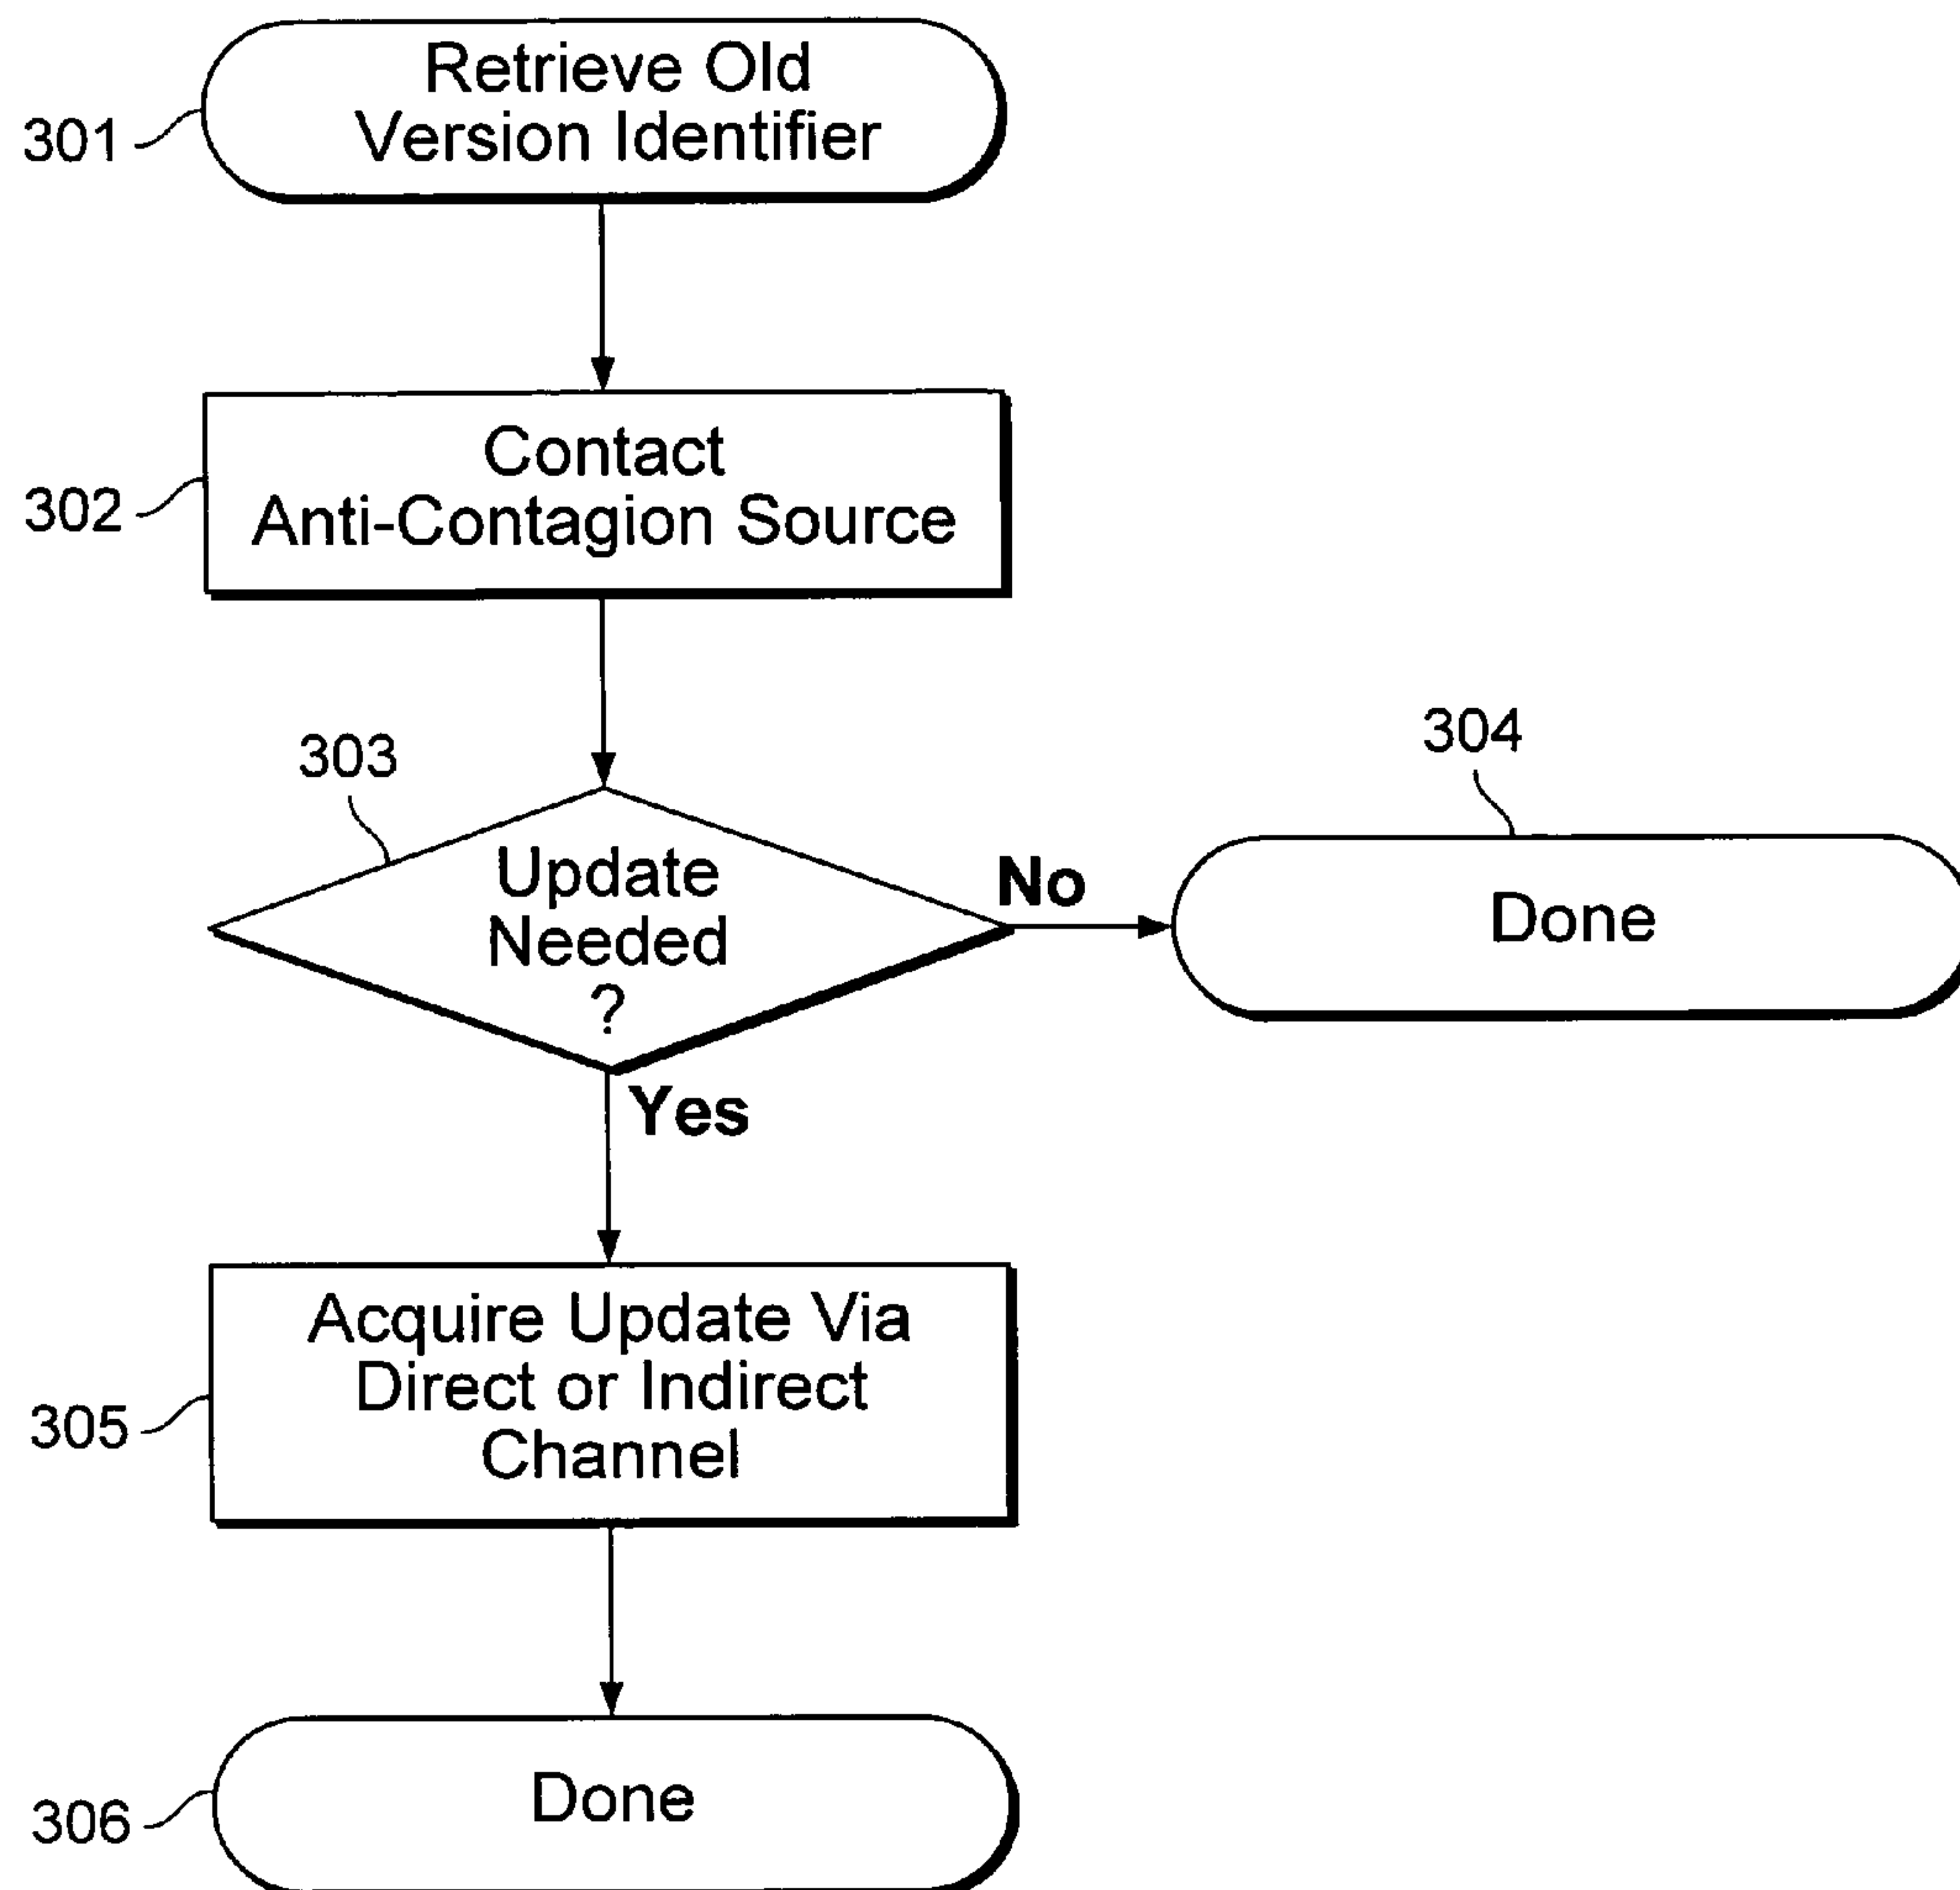 Retrieve Old
Version Identifier
301
Contact
Anti-Contagion Source
302
303
Update
Needed
?
No
304
Done
Yes
Acquire Update Via
Direct or Indirect
Channel
305
Done
306